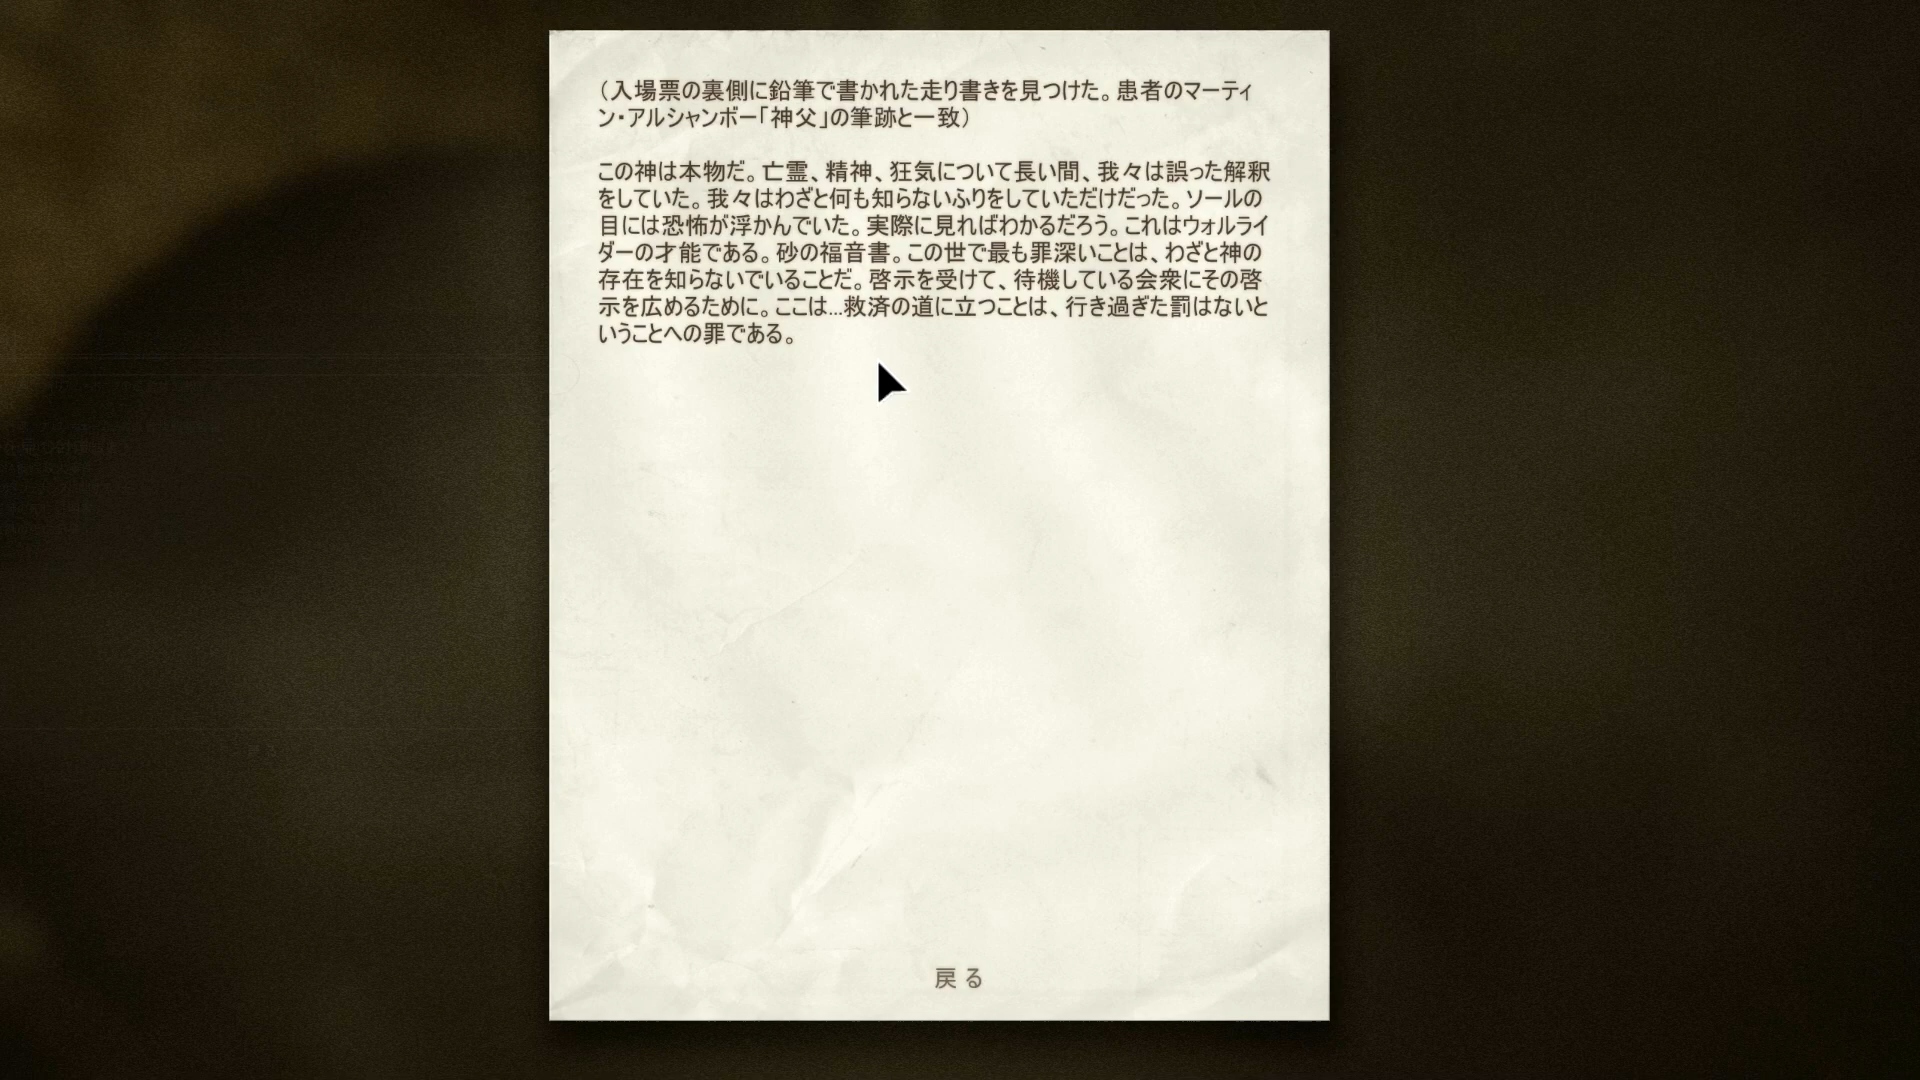 （入場票の裏側に鉛筆で書かれた走り書きを見つけた。患者のマーティ
ン・アルシャンボー「神父」の筆跡と一致）
この神は本物だ。亡霊、精神、狂気について長い間、我々は誤った解釈
をしていた。我々はわざと何も知らないふりをしていただけだった。ソールの
目には恐怖が浮かんでいた。実際に見ればわかるだろう。これはウォルライ
ダーの才能である。砂の福音書。この世で最も罪深いことは、わざと神の
存在を知らないでいることだ。啓示を受けて、待機している会衆にその啓
示を広めるために。ここは...救済の道に立つことは、行き過ぎた罰はないと
いうことへの罪である。
戻る